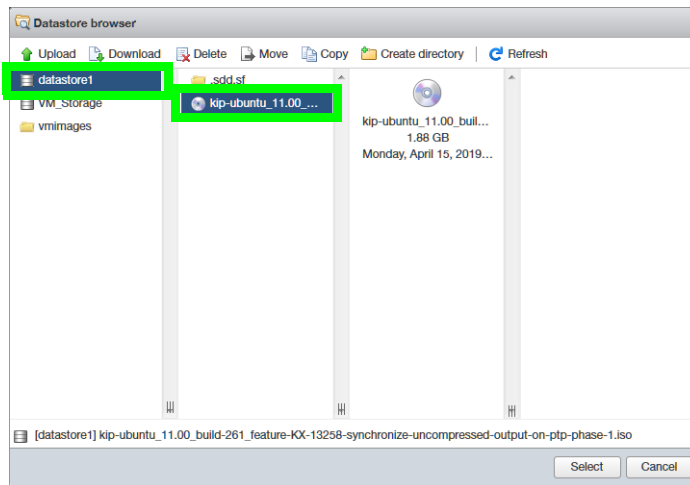 Datastore browser
Upload Download Delete Move Copy Create directory Refresh
datastore1 .sdd.sf
VM_Storage kip-ubuntu_11.00_...
vmimages kip-ubuntu_11.00_buil...
1.88 GB
Monday, April 15, 2019...
[datastore1] kip-ubuntu_11.00_build-261_feature-KX-13258-synchronize-uncompressed-output-on-ptp-phase-1.iso
Select Cancel